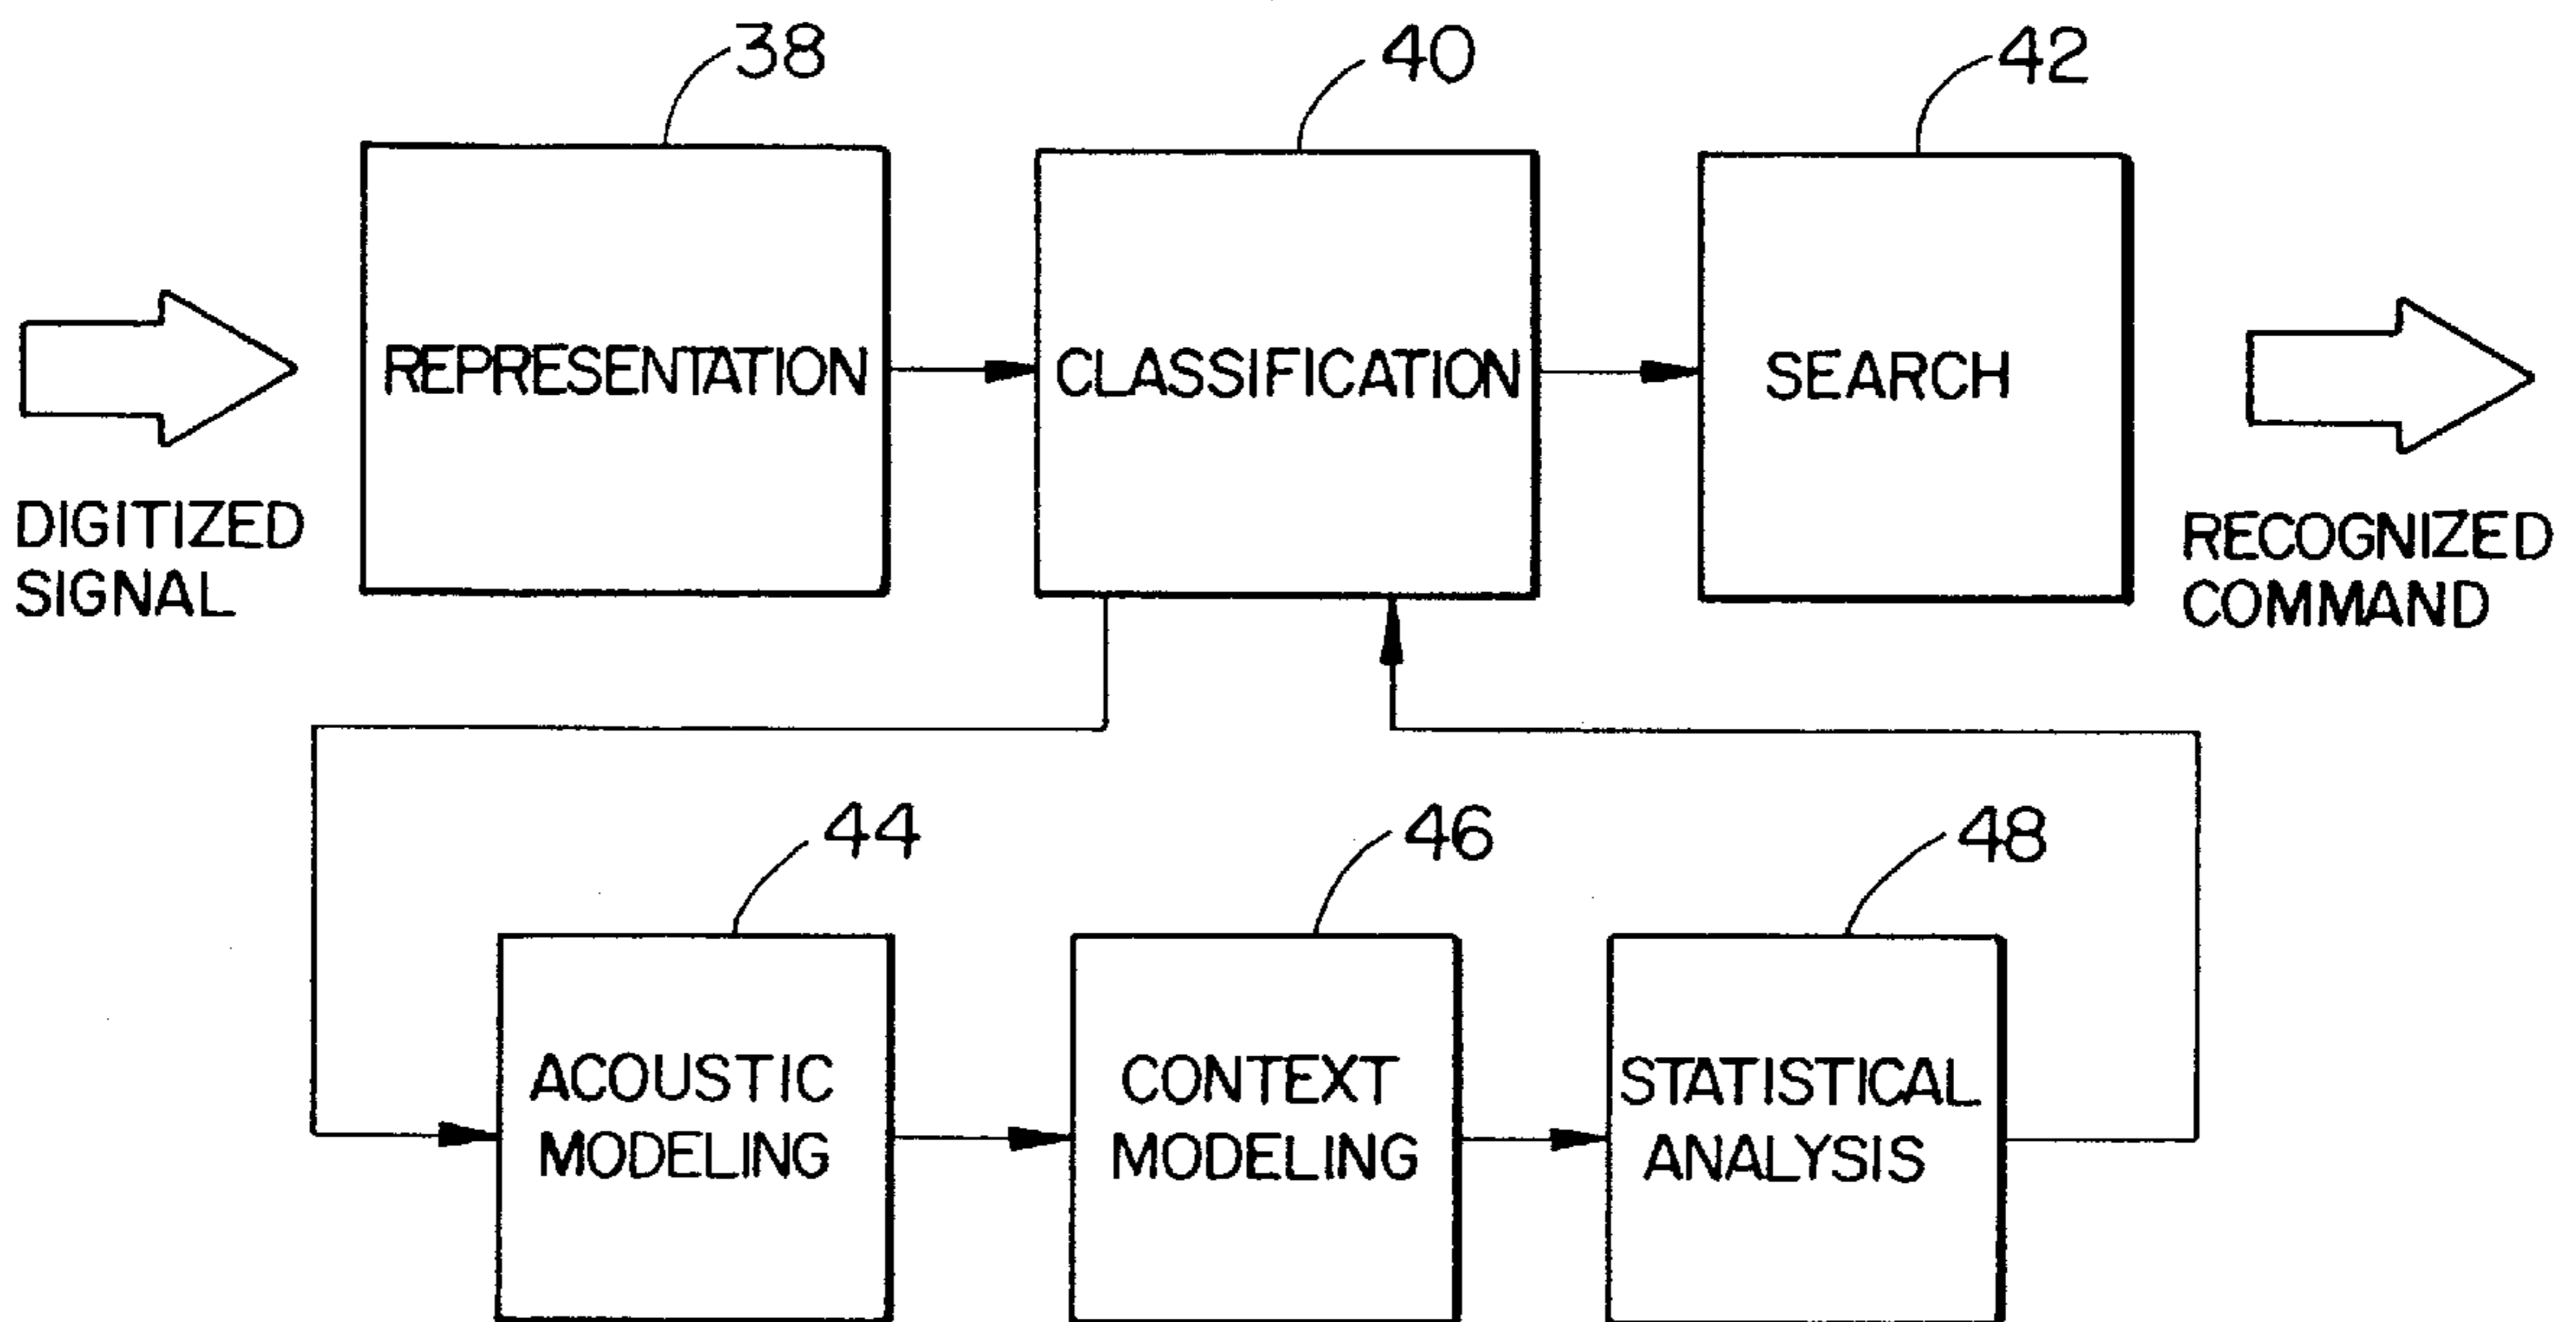 38
40
42
REPRESENTATION
CLASSIFICATION
SEARCH
DIGITIZED
SIGNAL
RECOGNIZED
COMMAND
44
46
48
ACOUSTIC
MODELING
CONTEXT
MODELING
STATISTICAL
ANALYSIS